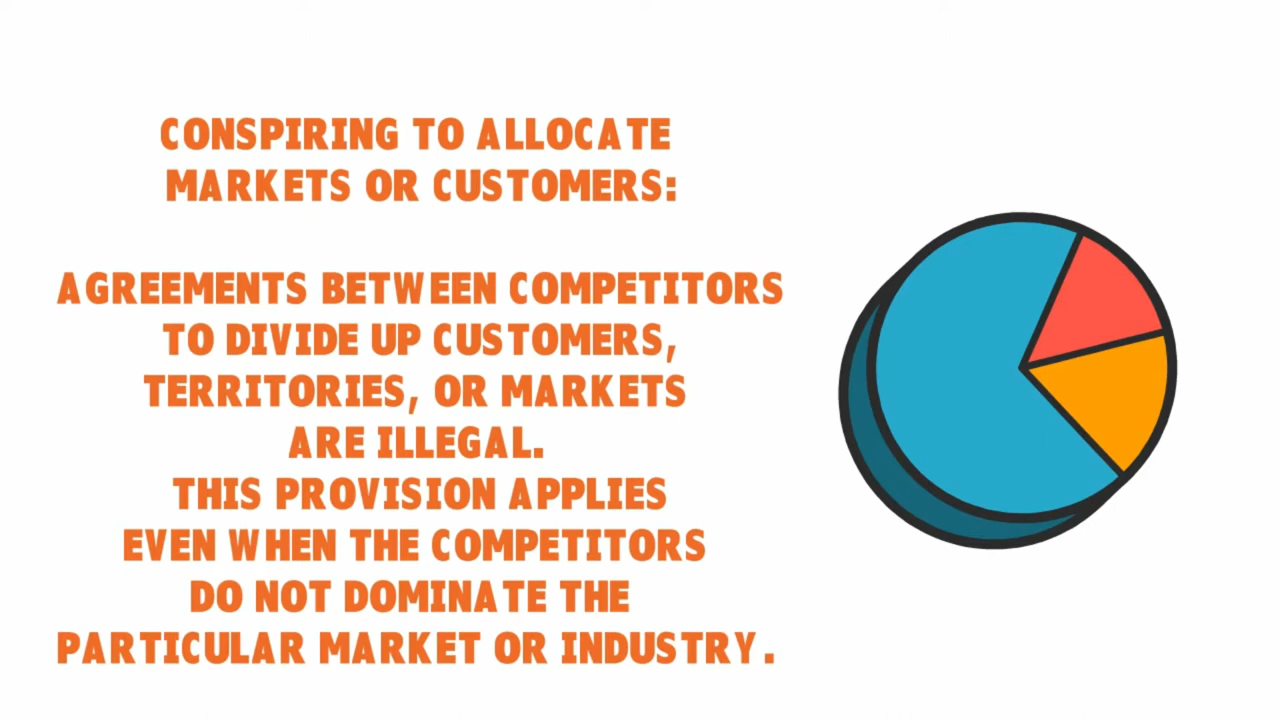 CONSPIRING TO ALLOCATE
MARKETS OR CUSTOMERS:
AGREEMENTS BETWEEN COMPETITORS
TO DIVIDE UP CUSTOMERS,
TERRITORIES, OR MARKETS
ARE ILLEGAL.
THIS PROVISION APPLIES
EVEN WHEN THE COMPETITORS
DO NOT DOMINATE THE
PARTICULAR MARKET OR INDUSTRY.